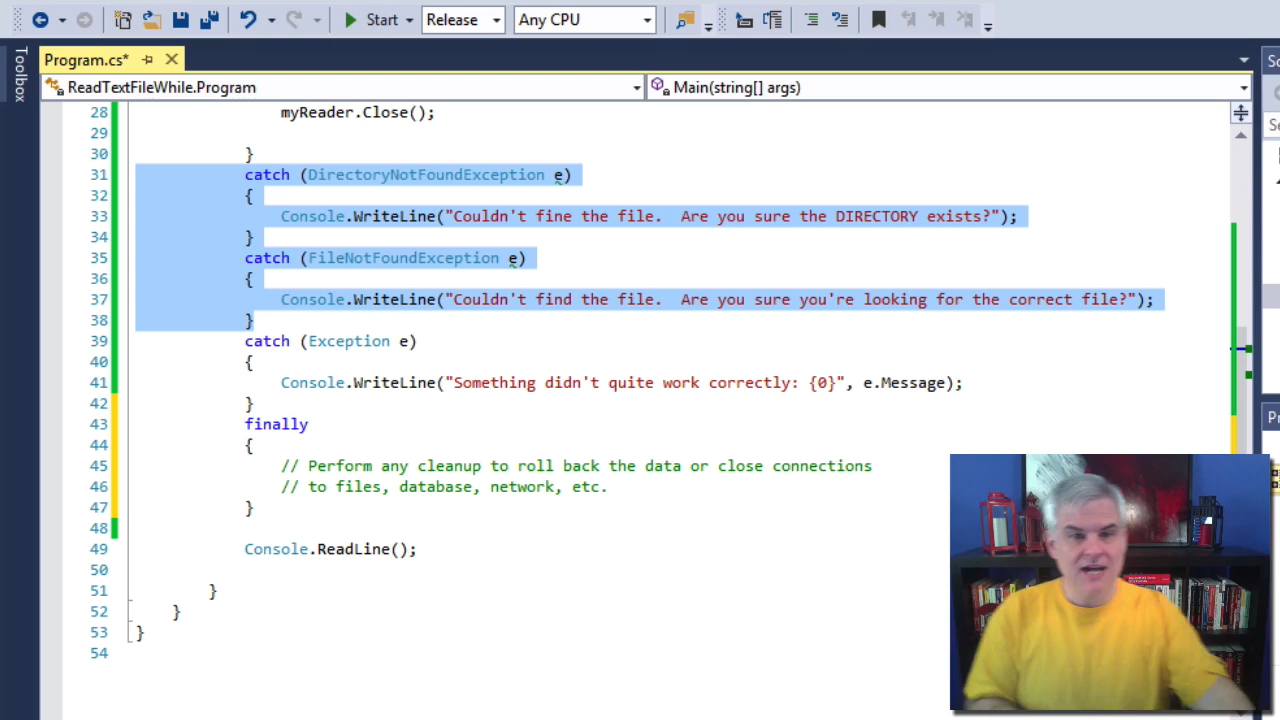 Start Release Any CPU
Toolbox
Program.cs*
ReadTextFileWhile.Program Main(string[] args)
28 myReader.Close();
29
30 }
31 catch (DirectoryNotFoundException e)
32 {
33 Console.WriteLine("Couldn't fine the file.  Are you sure the DIRECTORY exists?");
34 }
35 catch (FileNotFoundException e)
36 {
37 Console.WriteLine("Couldn't find the file.  Are you sure you're looking for the correct file?");
38 }
39 catch (Exception e)
40 {
41 Console.WriteLine("Something didn't quite work correctly: {0}", e.Message);
42 }
43 finally
44 {
45 // Perform any cleanup to roll back the data or close connections
46 // to files, database, network, etc.
47 }
48
49 Console.ReadLine();
50
51 }
52 }
53 }
54